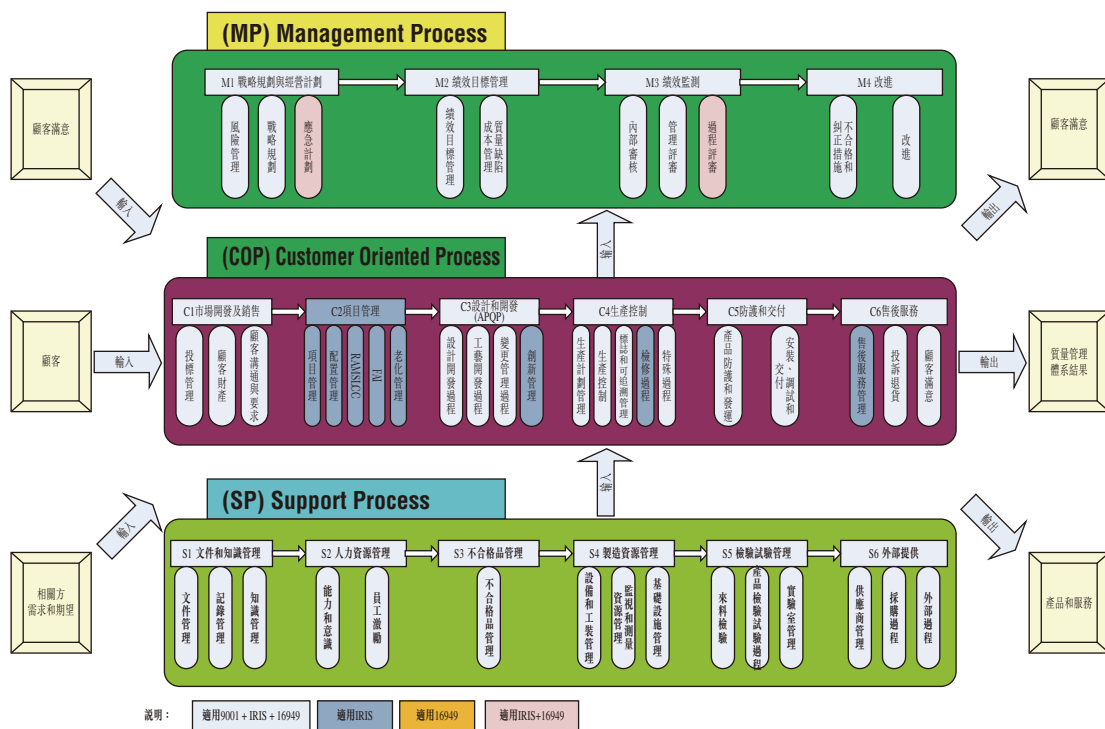 (MP) Management Process
M1 戰略規劃與經營計劃
M2 績效目標管理
M3 績效監測
M4 改進
風險管理
戰略規劃
應急計劃
績效目標管理
質量缺陷
成本管理
內部審核
管理評審
過程評審
不合格和
糾正措施
改進
顧客滿意
顧客滿意
輸入
輸出
輸入
(COP) Customer Oriented Process
C1市場開發及銷售
C2項目管理
C3設計和開發
(APQP)
C4生產控制
C5防護和交付
C6售後服務
投標管理
顧客財產
顧客溝通與要求
項目管理
配置管理
RAMS/LCC
FAI
老化管理
設計開發過程
工藝開發過程
變更管理過程
創新管理
生產計劃管理
生產控制
標誌和可追溯管理
檢修過程
特殊過程
產品防護和發運
安裝、調試和
交付
售後服務管理
投訴退貨
顧客滿意
顧客
輸入
輸出
質量管理
體系結果
輸入
(SP) Support Process
S1 文件和知識管理
S2 人力資源管理
S3 不合格品管理
S4 製造資源管理
S5 檢驗試驗管理
S6 外部提供
文件管理
記錄管理
知識管理
能力和意識
員工激勵
不合格品管理
設備和工裝管理
監視和測量
資源管理
基礎設施管理
來料檢驗
產品檢驗試驗過程
實驗室管理
供應商管理
採購過程
外部過程
輸入
輸出
相關方
需求和期望
產品和服務
說明：
適用9001 + IRIS + 16949
適用IRIS
適用16949
適用IRIS+16949